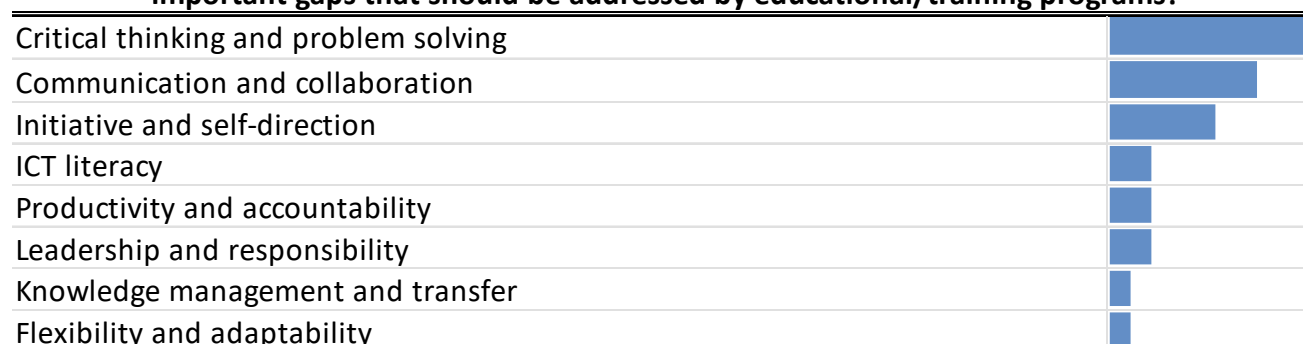 important gaps that should be addressed by educational/training programs?
Critical thinking and problem solving
Communication and collaboration
Initiative and self-direction
ICT literacy
Productivity and accountability
Leadership and responsibility
Knowledge management and transfer
Flexibility and adaptability